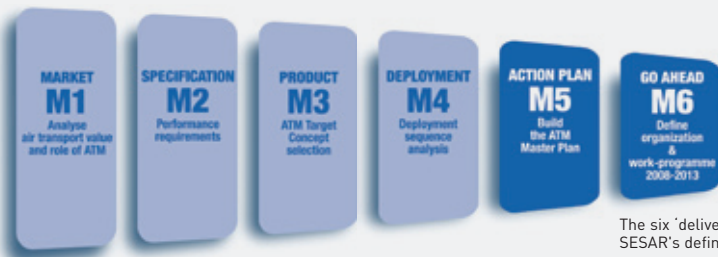 MARKET
M1
Analyse
air transport value
and role of ATM
SPECIFICATION
M2
Performance
requirements
PRODUCT
M3
ATM Target
Concept
selection
DEPLOYMENT
M4
Deployment
sequence
analysis
ACTION PLAN
M5
Build
the ATM
Master Plan
GO AHEAD
M6
Define
organization
&
work-programme
2008-2013
The six
SESAR's